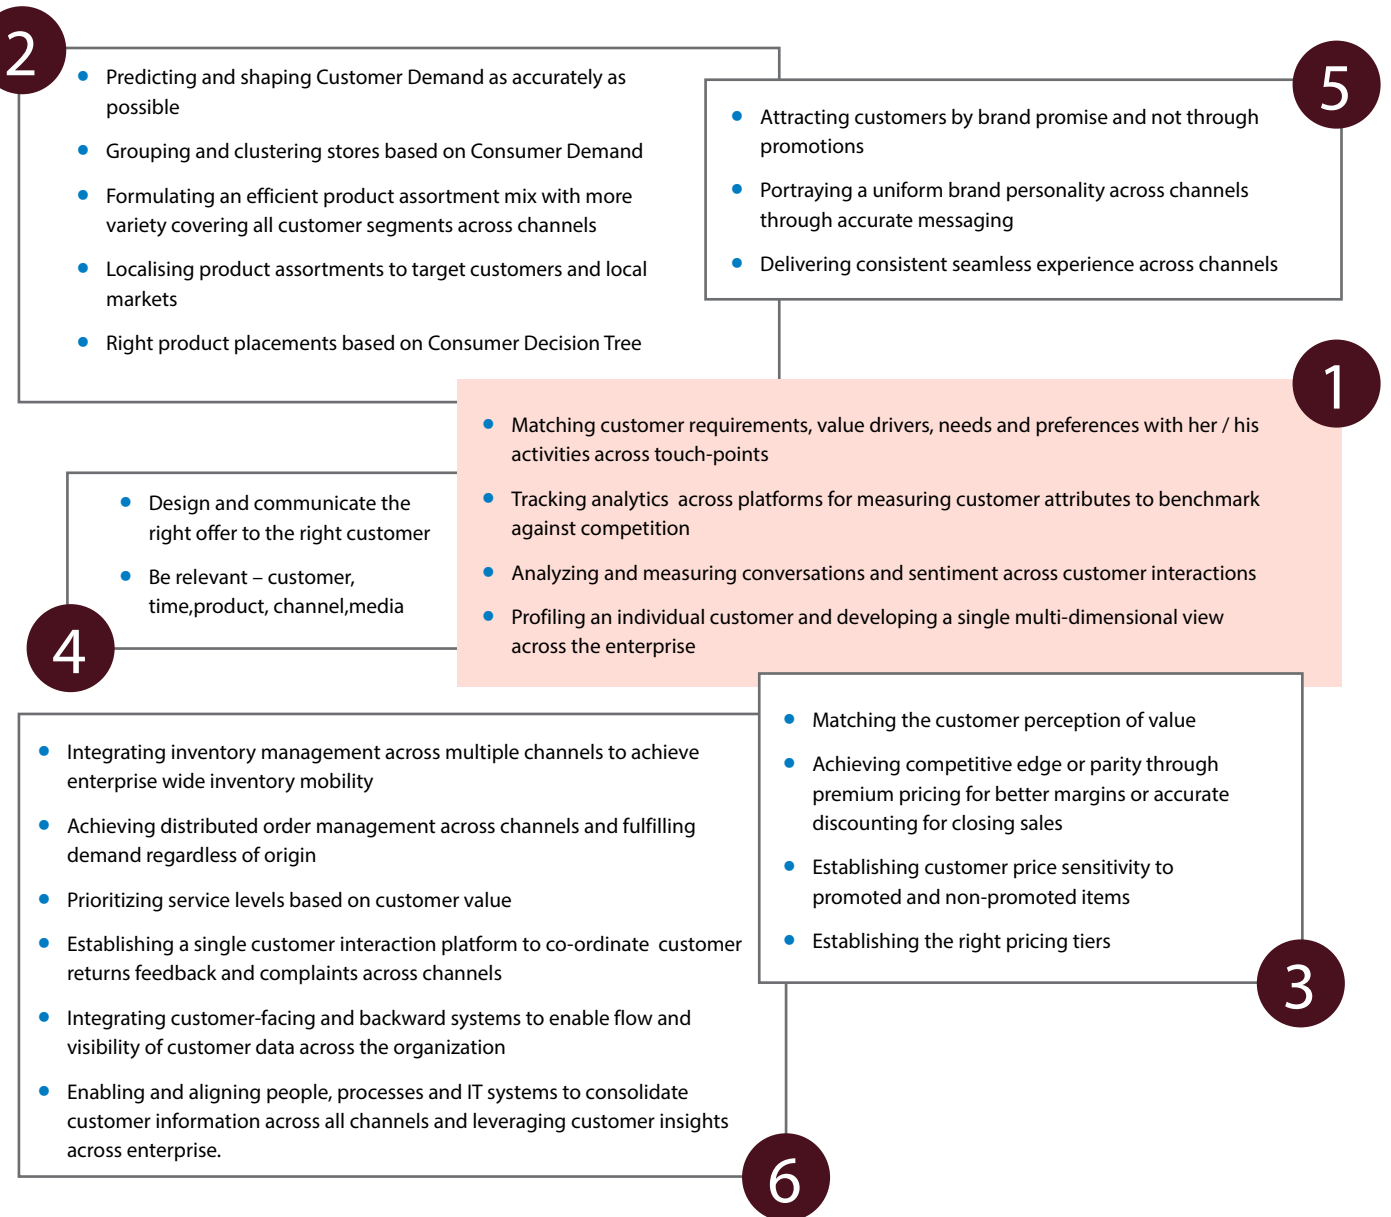 2
Predicting and shaping Customer Demand as accurately as
possible
Grouping and clustering stores based on Consumer Demand
Formulating an efficient product assortment mix with more
variety covering all customer segments across channels
Localising product assortments to target customers and local
markets
Right product placements based on Consumer Decision Tree
5
Attracting customers by brand promise and not through
promotions
Portraying a uniform brand personality across channels
through accurate messaging
Delivering consistent seamless experience across channels
1
Matching customer requirements, value drivers, needs and preferences with her / his
activities across touch-points
Tracking analytics  across platforms for measuring customer attributes to benchmark
against competition
Analyzing and measuring conversations and sentiment across customer interactions
Profiling an individual customer and developing a single multi-dimensional view
across the enterprise
Design and communicate the
right offer to the right customer
Be relevant – customer,
time,product, channel,media
4
Matching the customer perception of value
Achieving competitive edge or parity through
premium pricing for better margins or accurate
discounting for closing sales
Establishing customer price sensitivity to
promoted and non-promoted items
Establishing the right pricing tiers
3
Integrating inventory management across multiple channels to achieve
enterprise wide inventory mobility
Achieving distributed order management across channels and fulfilling
demand regardless of origin
Prioritizing service levels based on customer value
Establishing a single customer interaction platform to co-ordinate  customer
returns feedback and complaints across channels
Integrating customer-facing and backward systems to enable flow and
visibility of customer data across the organization
Enabling and aligning people, processes and IT systems to consolidate
customer information across all channels and leveraging customer insights
across enterprise.
6